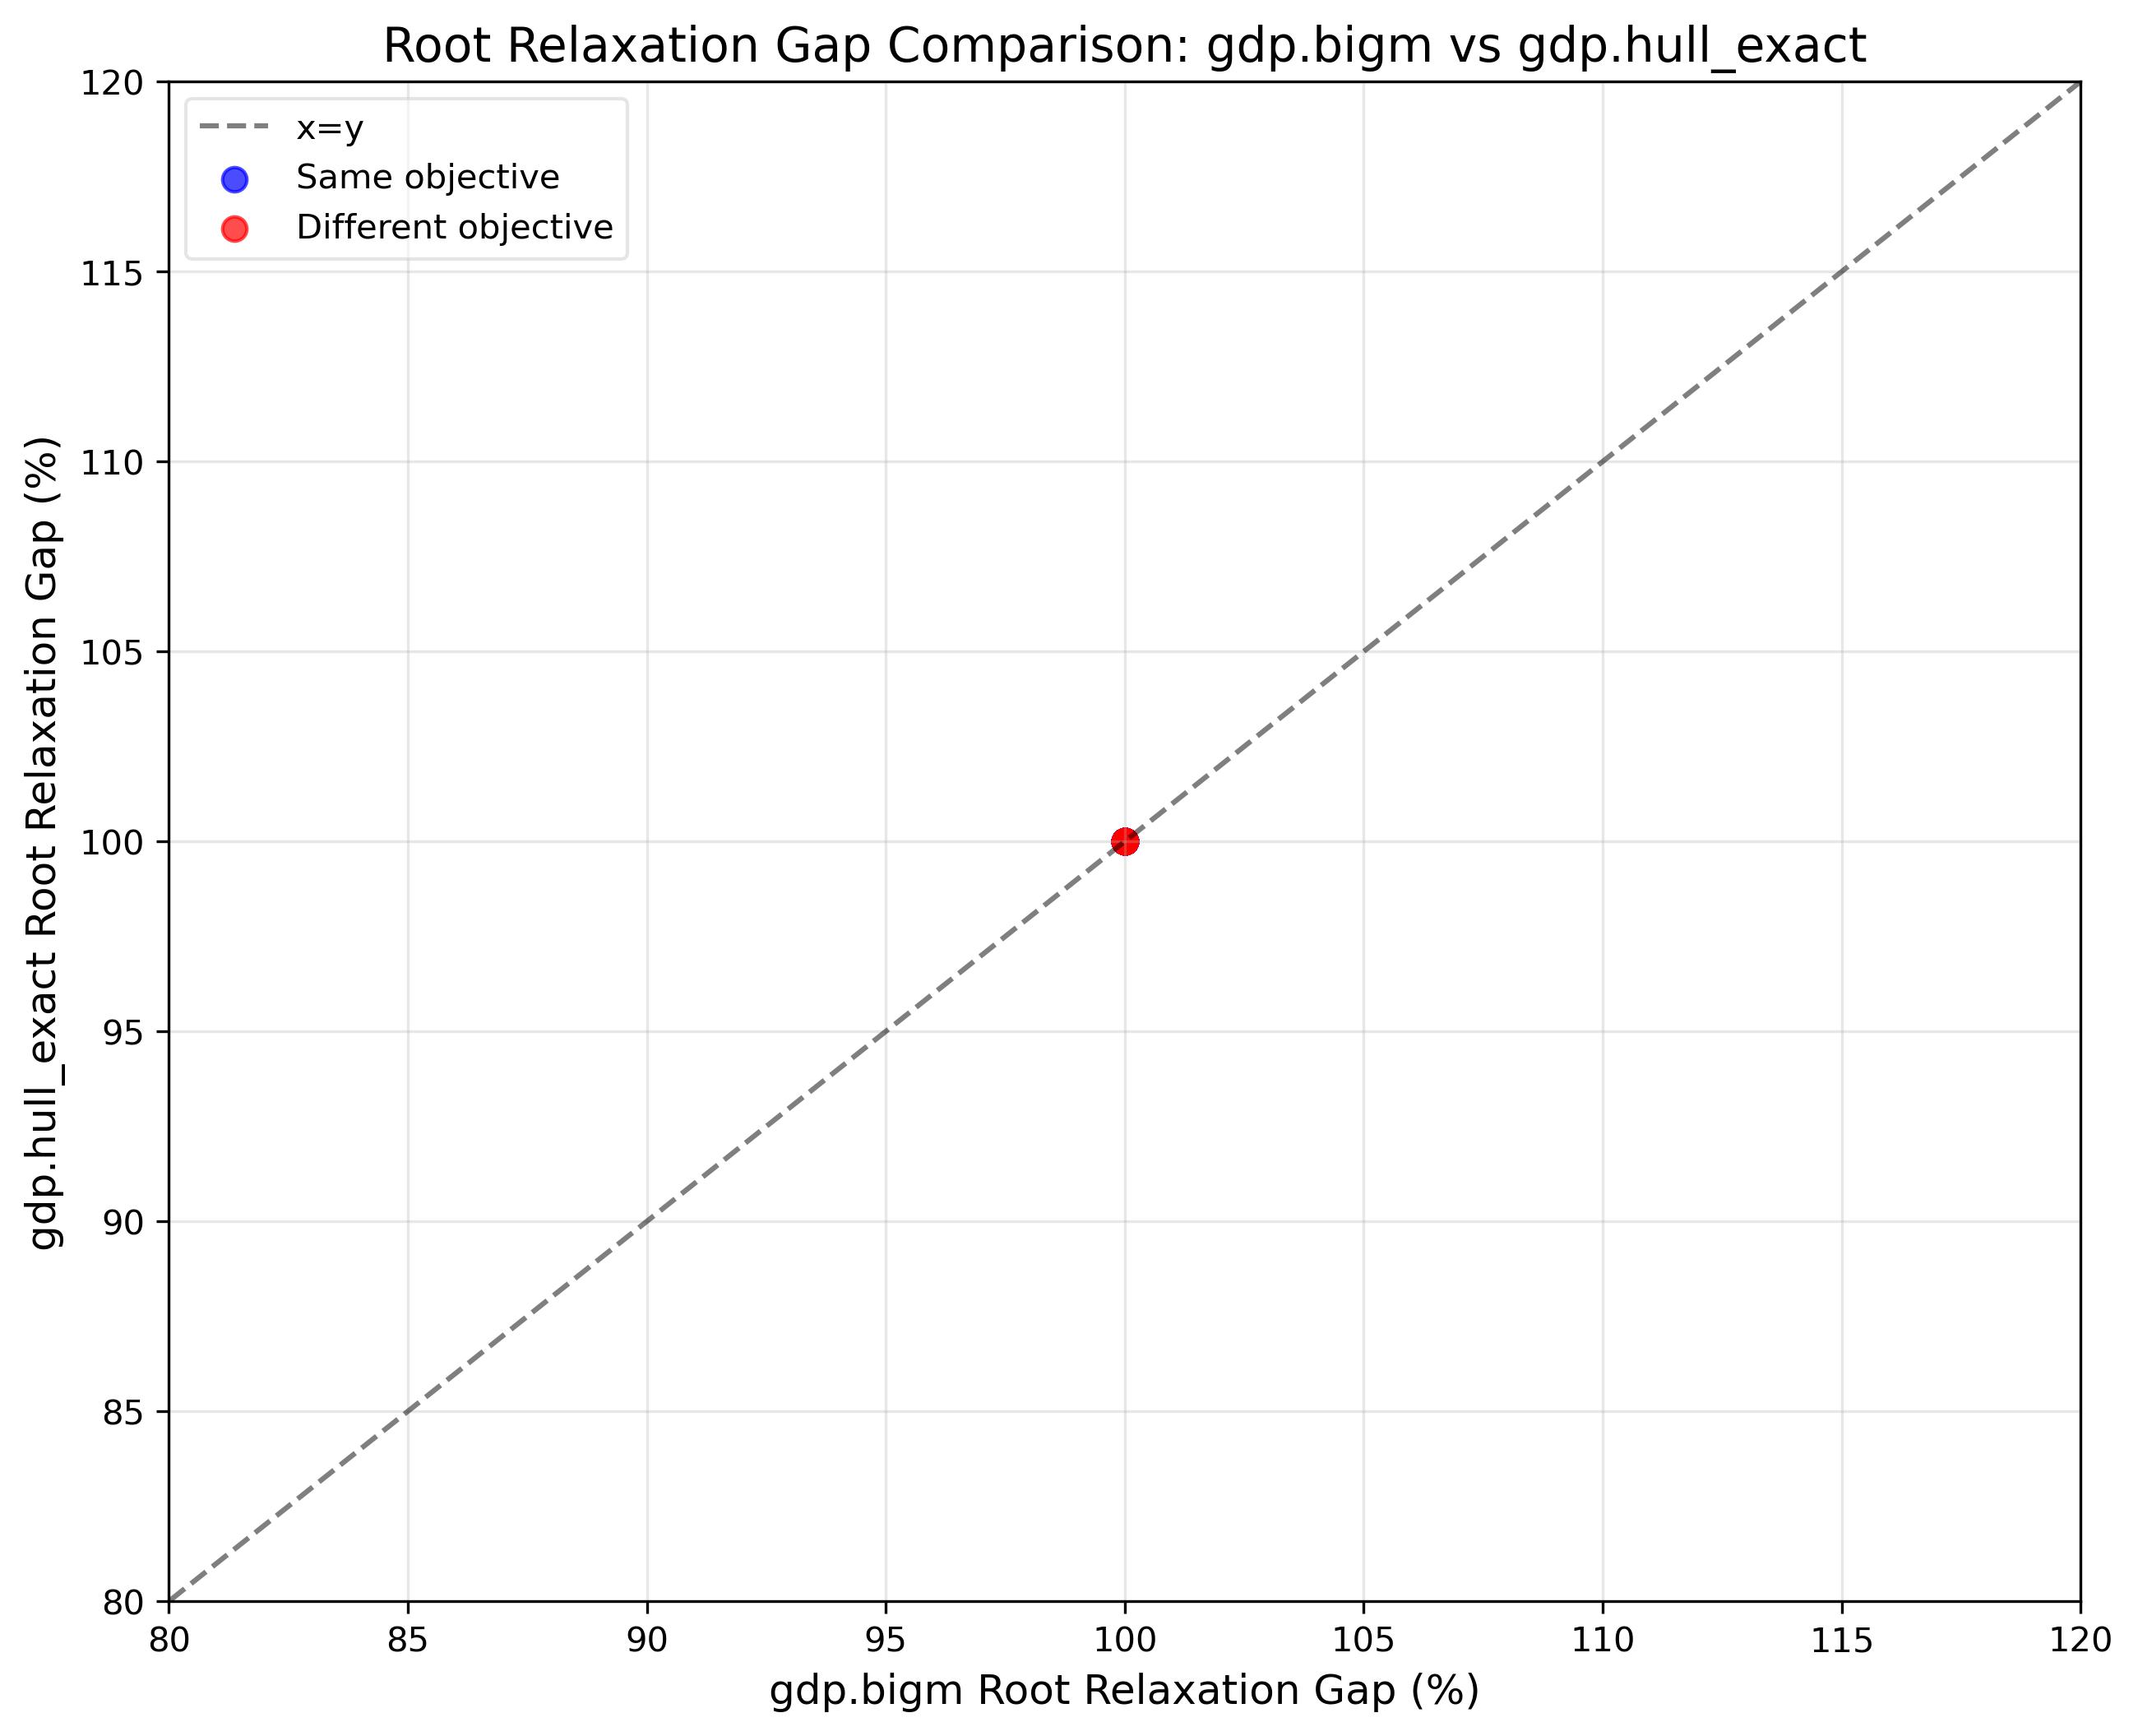 Root Relaxation Gap Comparison: gdp.bigm vs gdp.hull_exact
x=y
Same objective
Different objective
gdp.hull_exact Root Relaxation Gap (%)
120
115
110
105
100
95
90
85
80
80 85 90 95 100 105 110 115 120
gdp.bigm Root Relaxation Gap (%)